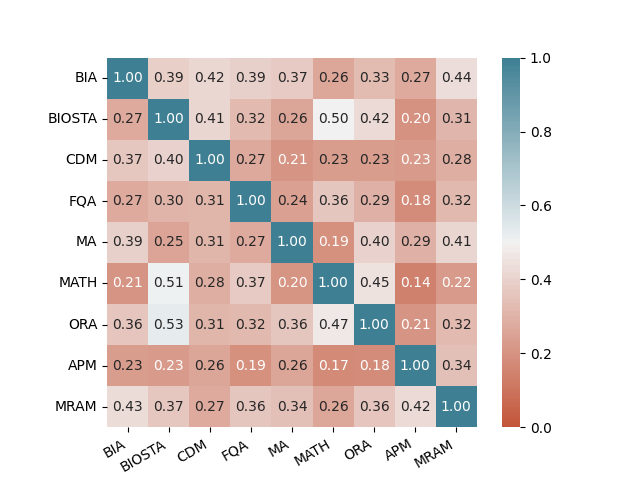 BIA 1.00 0.39 0.42 0.39 0.37 0.26 0.33 0.27 0.44
BIOSTA 0.27 1.00 0.41 0.32 0.26 0.50 0.42 0.20 0.31
CDM 0.37 0.40 1.00 0.27 0.21 0.23 0.23 0.23 0.28
FQA 0.27 0.30 0.31 1.00 0.24 0.36 0.29 0.18 0.32
MA 0.39 0.25 0.31 0.27 1.00 0.19 0.40 0.29 0.41
MATH 0.21 0.51 0.28 0.37 0.20 1.00 0.45 0.14 0.22
ORA 0.36 0.53 0.31 0.32 0.36 0.47 1.00 0.21 0.32
APM 0.23 0.23 0.26 0.19 0.26 0.17 0.18 1.00 0.34
MRAM 0.43 0.37 0.27 0.36 0.34 0.26 0.36 0.42 1.00
BIA BIOSTA CDM FQA MA MATH ORA APM MRAM
1.0
0.8
0.6
0.4
0.2
0.0